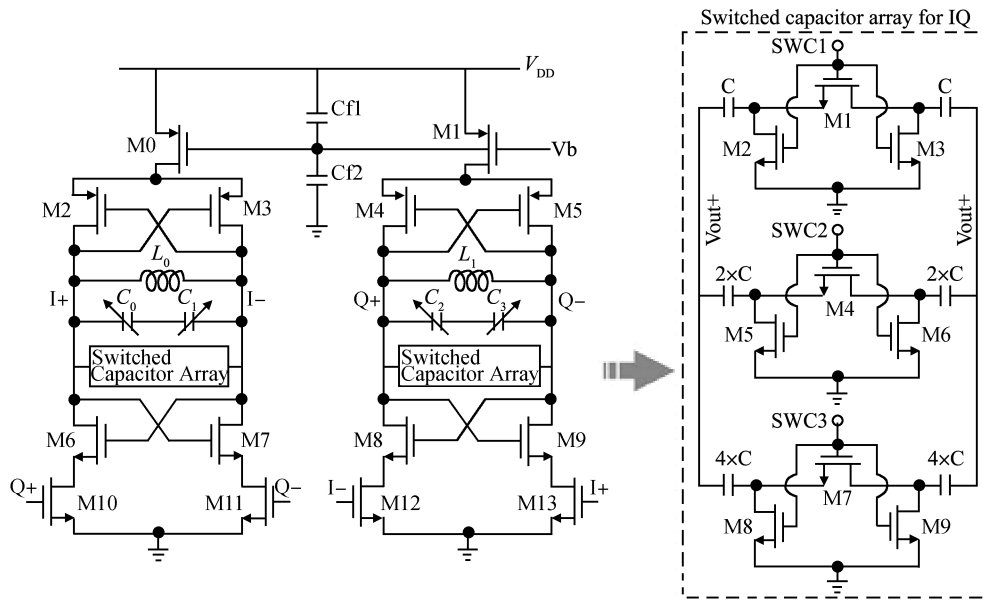 Switched capacitor array for IQ
SWC1
V_DD
Cf1
C
C
M0
M1
M1
Vb
M2
M3
Cf2
M2
M3
M4
M5
Vout+
Vout+
SWC2
L_0
L_1
2×C
2×C
I+
C_0
C_1
I−
Q+
C_2
C_3
Q−
M4
M5
M6
Switched
Capacitor Array
Switched
Capacitor Array
SWC3
M6
M7
M8
M9
4×C
4×C
M7
Q+
M10
M11
Q−
I−
M12
M13
I+
M8
M9